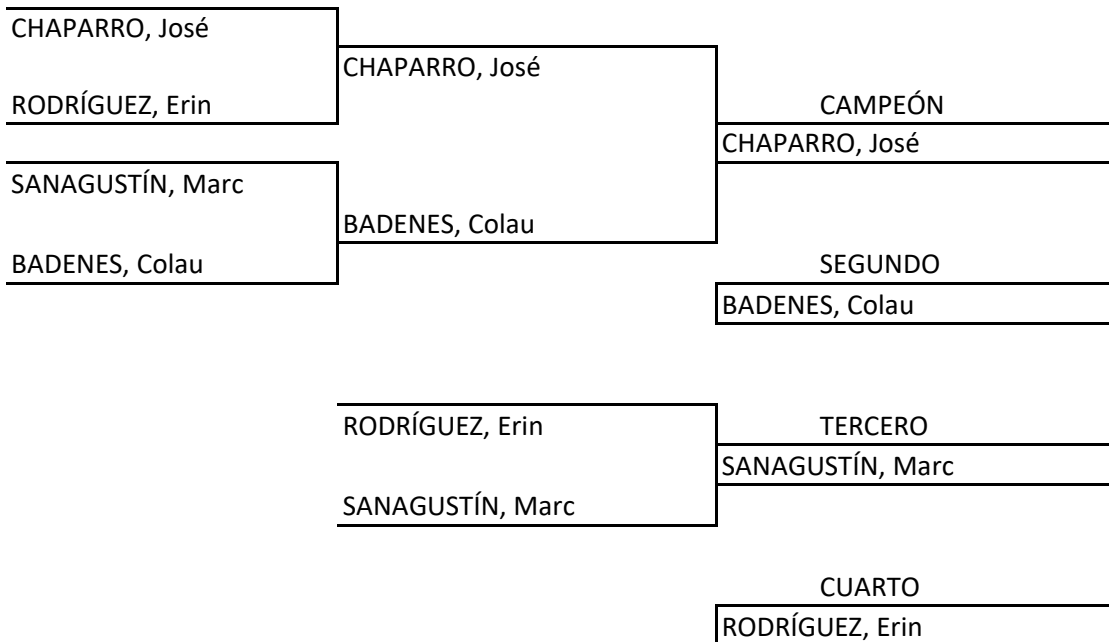 CHAPARRO, José
CHAPARRO, José
RODRÍGUEZ, Erin
CAMPEÓN
CHAPARRO, José
SANAGUSTÍN, Marc
BADENES, Colau
BADENES, Colau
SEGUNDO
BADENES, Colau
RODRÍGUEZ, Erin
TERCERO
SANAGUSTÍN, Marc
SANAGUSTÍN, Marc
CUARTO
RODRÍGUEZ, Erin